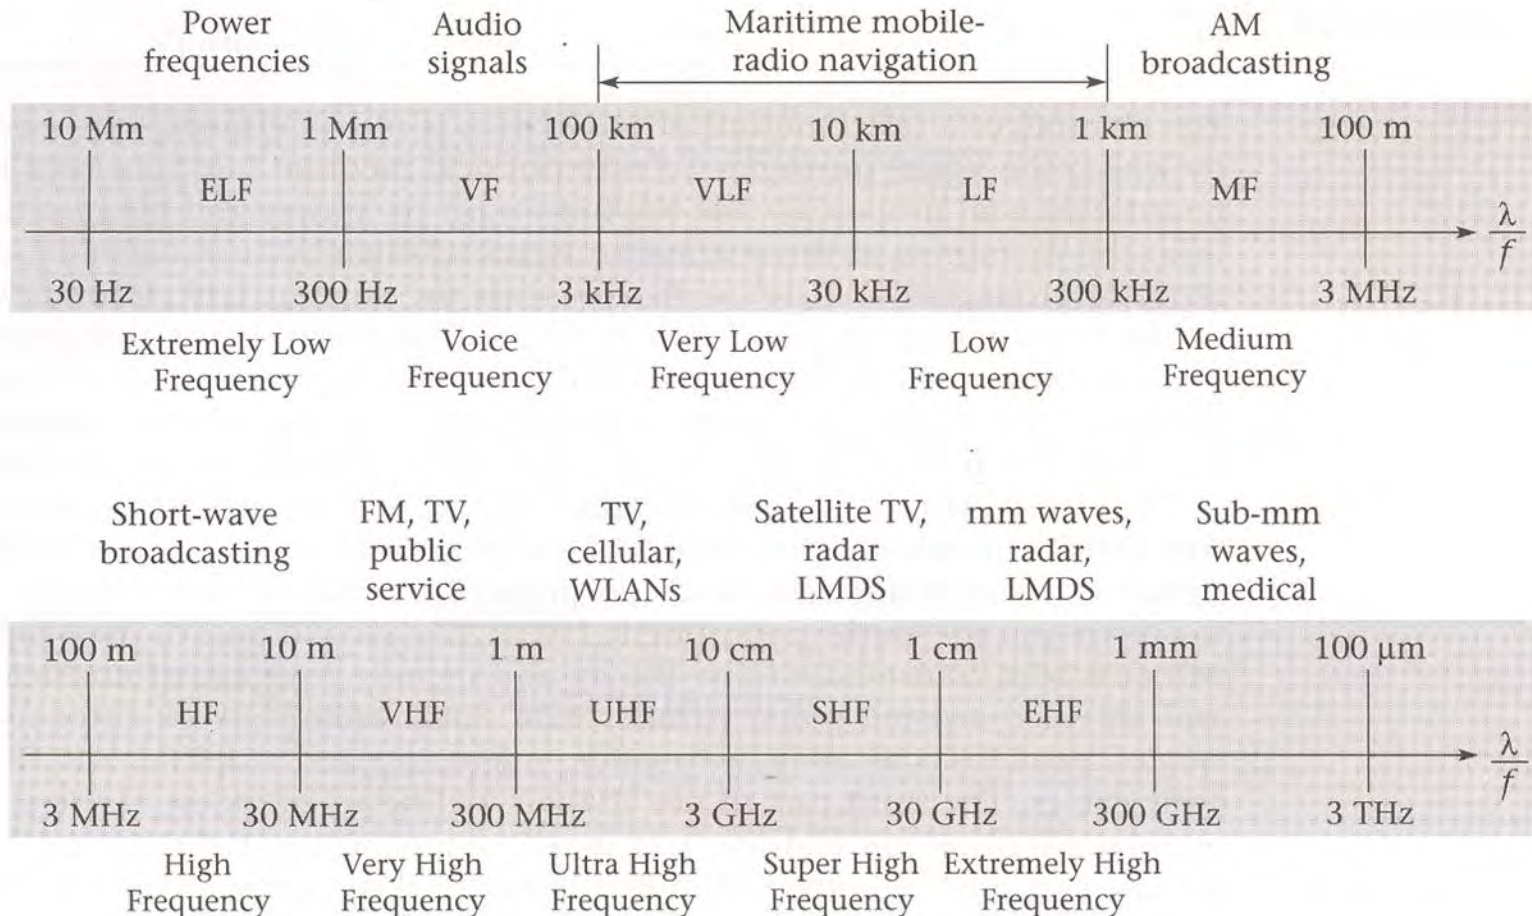 Power Audio Maritime mobile- AM
frequencies signals radio navigation broadcasting
10 Mm 1 Mm 100 km 10 km 1 km 100 m
ELF VF VLF LF MF
λ
f
30 Hz 300 Hz 3 kHz 30 kHz 300 kHz 3 MHz
Extremely Low Voice Very Low Low Medium
Frequency Frequency Frequency Frequency Frequency
Short-wave FM, TV, TV, Satellite TV, mm waves, Sub-mm
broadcasting public cellular, radar radar, waves,
service WLANs LMDS LMDS medical
100 m 10 m 1 m 10 cm 1 cm 1 mm 100 µm
HF VHF UHF SHF EHF
λ
f
3 MHz 30 MHz 300 MHz 3 GHz 30 GHz 300 GHz 3 THz
High Very High Ultra High Super High Extremely High
Frequency Frequency Frequency Frequency Frequency